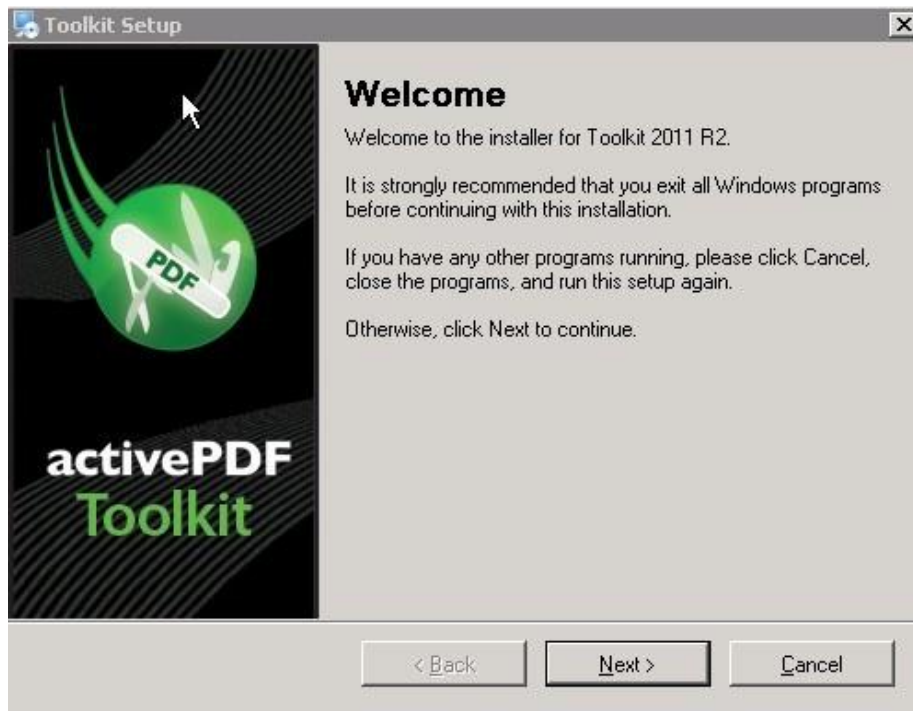 Toolkit Setup
Welcome
Welcome to the installer for Toolkit 2011 R2.
It is strongly recommended that you exit all Windows programs
before continuing with this installation.
If you have any other programs running, please click Cancel,
close the programs, and run this setup again.
Otherwise, click Next to continue.
PDF
activePDF
Toolkit
< Back
Next >
Cancel